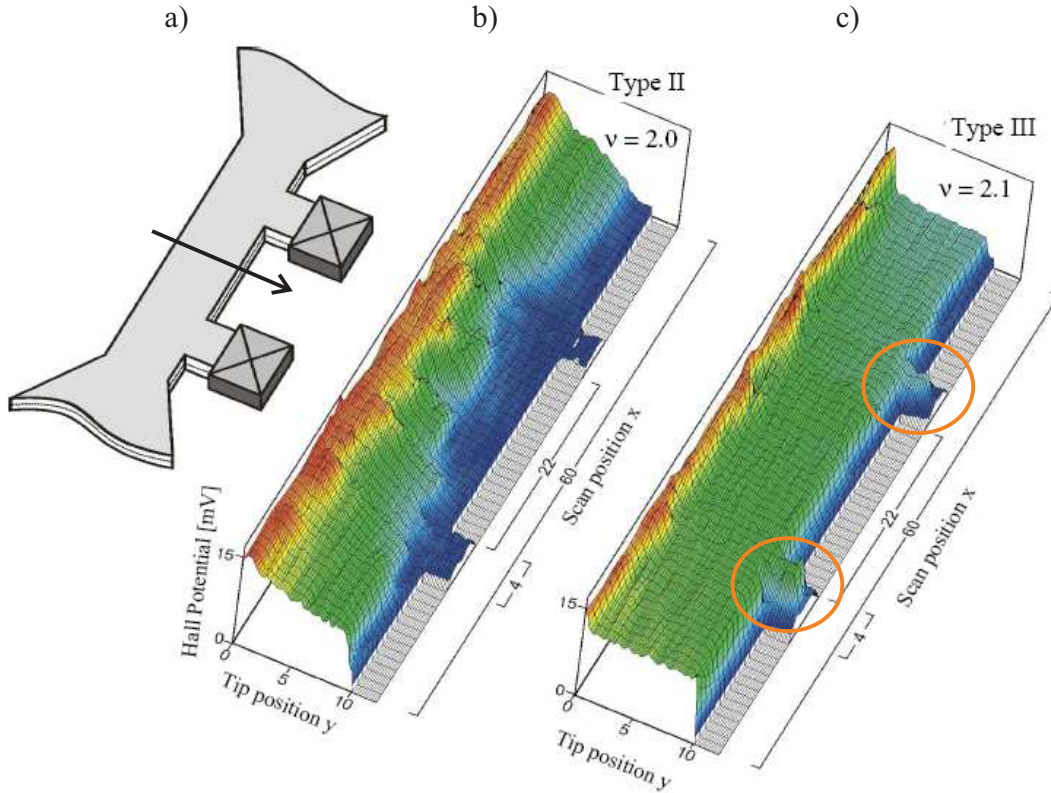 a)
b)
c)
Type II
ν = 2.0
Type III
ν = 2.1
Hall Potential [mV]
15
0
0
5
10
Tip position y
4
22
60
Scan position x
15
0
0
5
10
Tip position y
4
22
60
Scan position x